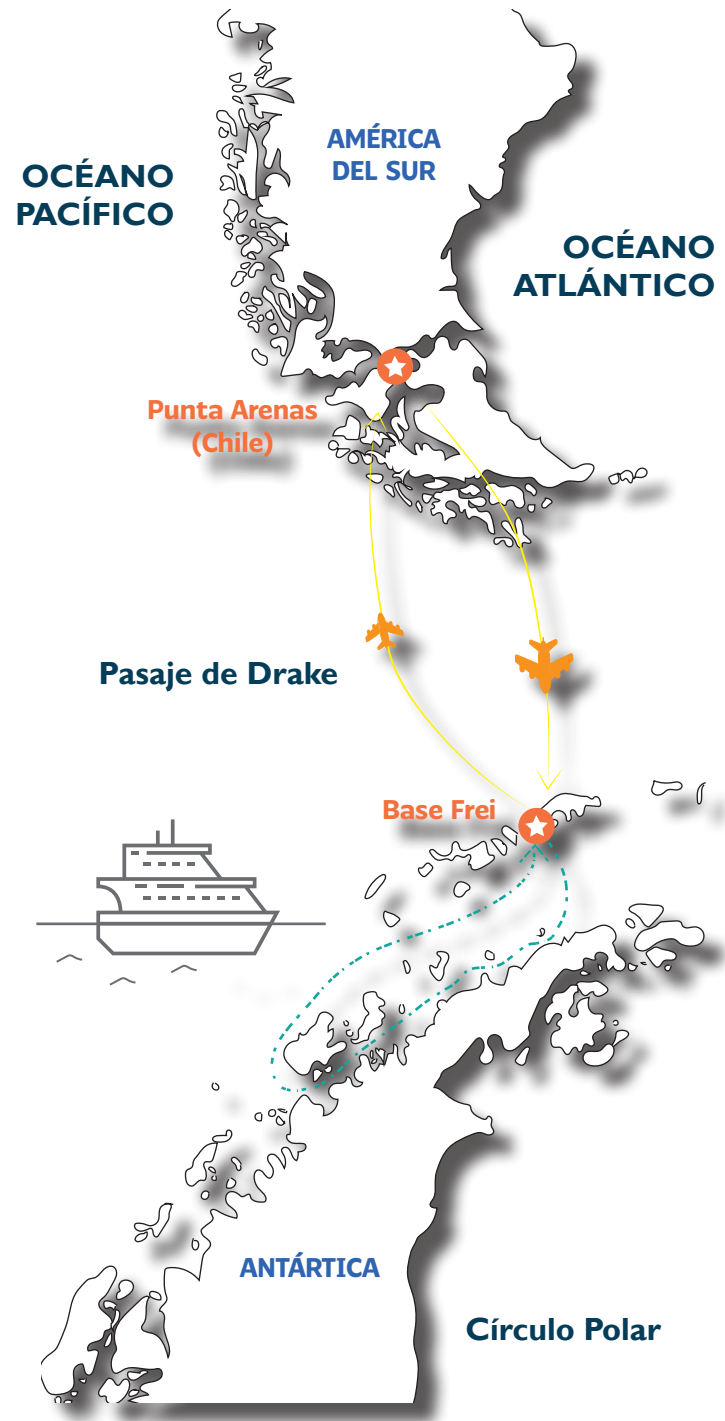 AMÉRICA
DEL SUR
OCÉANO
PACÍFICO
OCÉANO
ATLÁNTICO
Punta Arenas
(Chile)
Pasaje de Drake
Base Frei
ANTÁRTICA
Círculo Polar